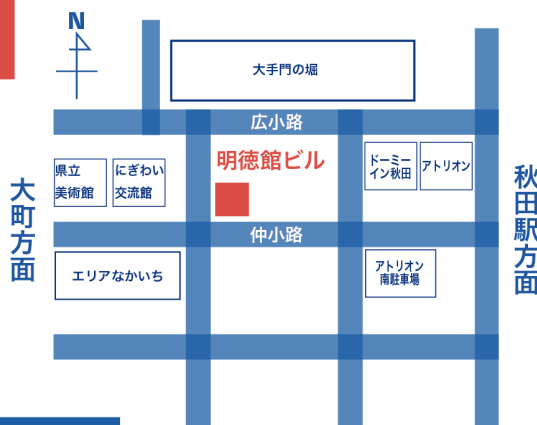 N
大手門の堀
広小路
明徳館ビル
ドーミー
イン秋田
アトリオン
県立
美術館
にぎわい
交流館
大町方面
秋田駅方面
仲小路
エリアなかいち
アトリオン
南駐車場